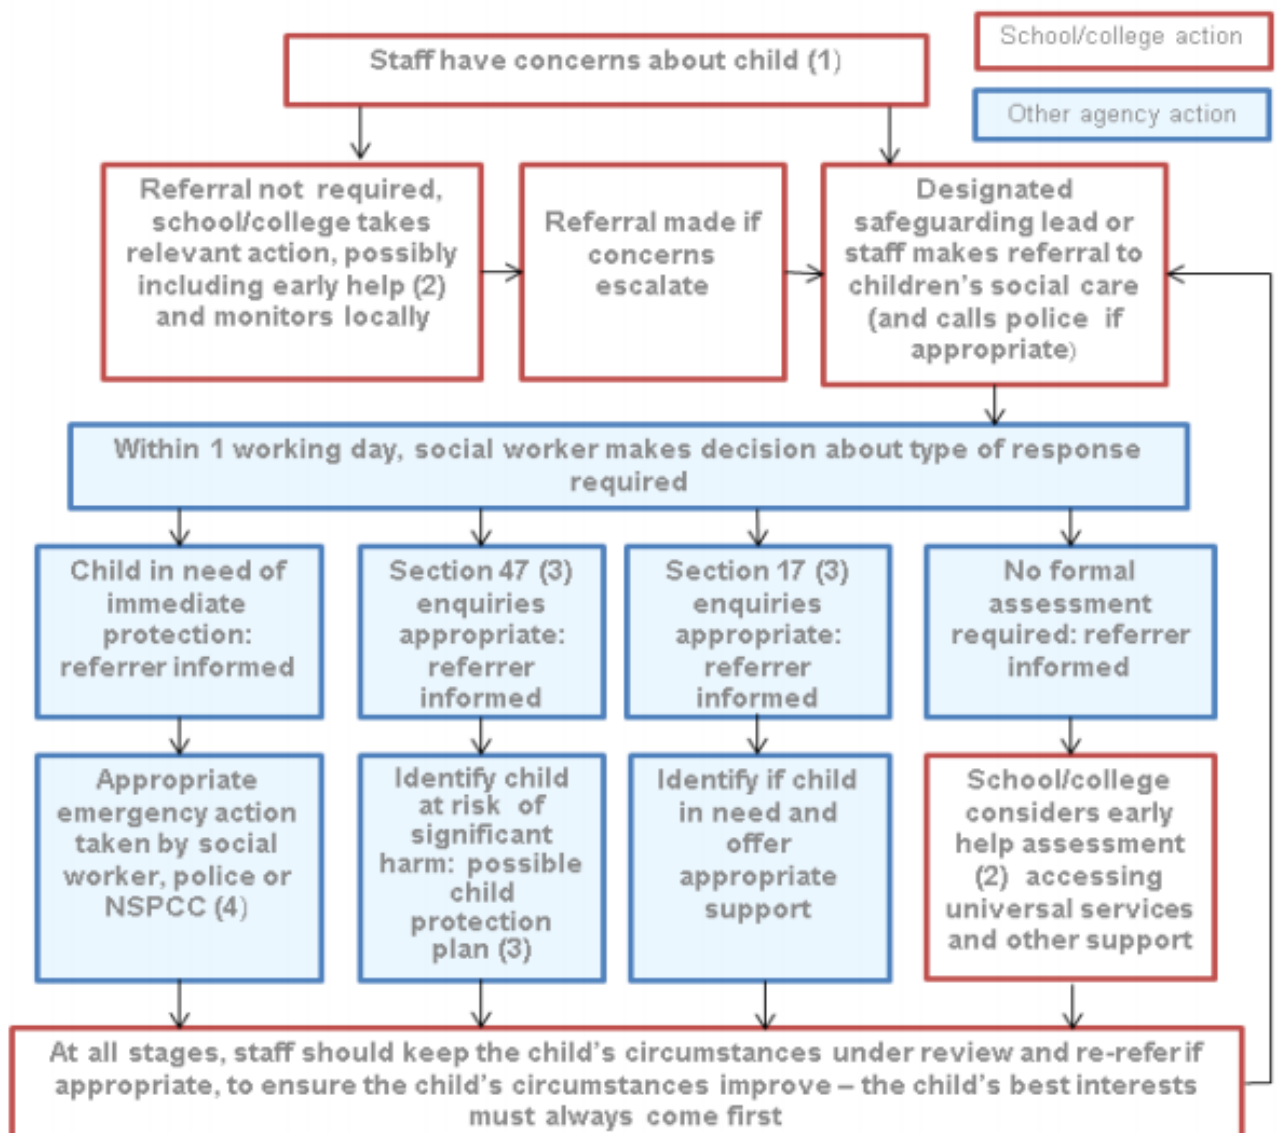 School/college action
Staff have concerns about child (1)
Other agency action
Referral not required,
school/college takes
relevant action, possibly
including early help (2)
and monitors locally
Referral made if
concerns
escalate
Designated
safeguarding lead or
staff makes referral to
children's social care
(and calls police if
appropriate)
Within 1 working day, social worker makes decision about type of response
required
Child in need of
immediate
protection:
referrer informed
Section 47 (3)
enquiries
appropriate:
referrer
informed
Section 17 (3)
enquiries
appropriate:
referrer
informed
No formal
assessment
required: referrer
informed
Appropriate
emergency action
taken by social
worker, police or
NSPCC (4)
Identify child
at risk of
significant
harm: possible
child
protection
plan (3)
Identify if child
in need and
offer
appropriate
support
School/college
considers early
help assessment
(2) accessing
universal services
and other support
At all stages, staff should keep the child's circumstances under review and re-refer if
appropriate, to ensure the child's circumstances improve – the child's best interests
must always come first